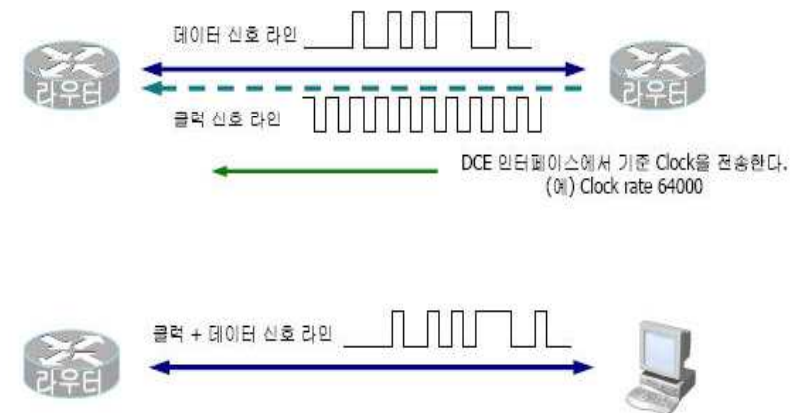 데이터 신호 라인
라우터
라우터
클럭 신호 라인
DCE 인터페이스에서 기준 Clock을 전송한다.
(예) Clock rate 64000
클럭 + 데이터 신호 라인
라우터